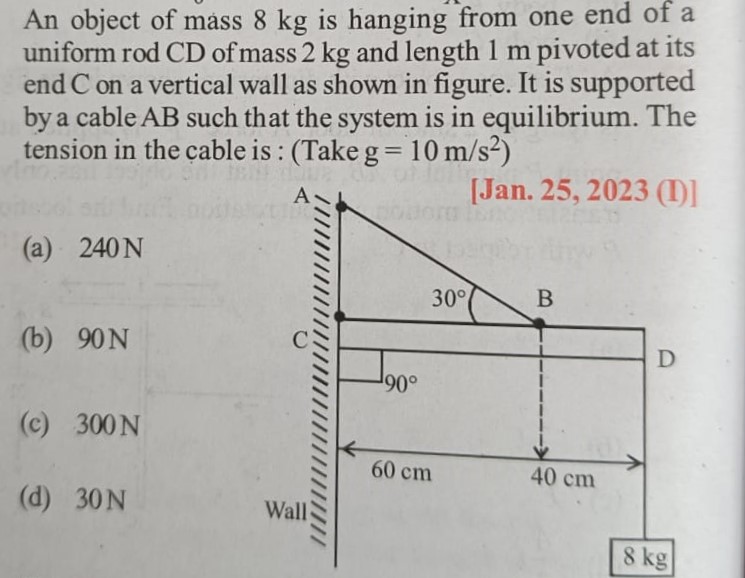 An object of mass 8 kg is hanging from one end of a
uniform rod CD of mass 2 kg and length 1 m pivoted at its
end C on a vertical wall as shown in figure. It is supported
by a cable AB such that the system is in equilibrium. The
tension in the cable is : (Take g = 10 m/s²)
[Jan. 25, 2023 (I)]
A
(a) 240 N
30°
B
(b) 90 N
C
D
90°
(c) 300 N
60 cm
40 cm
(d) 30 N
Wall
8 kg